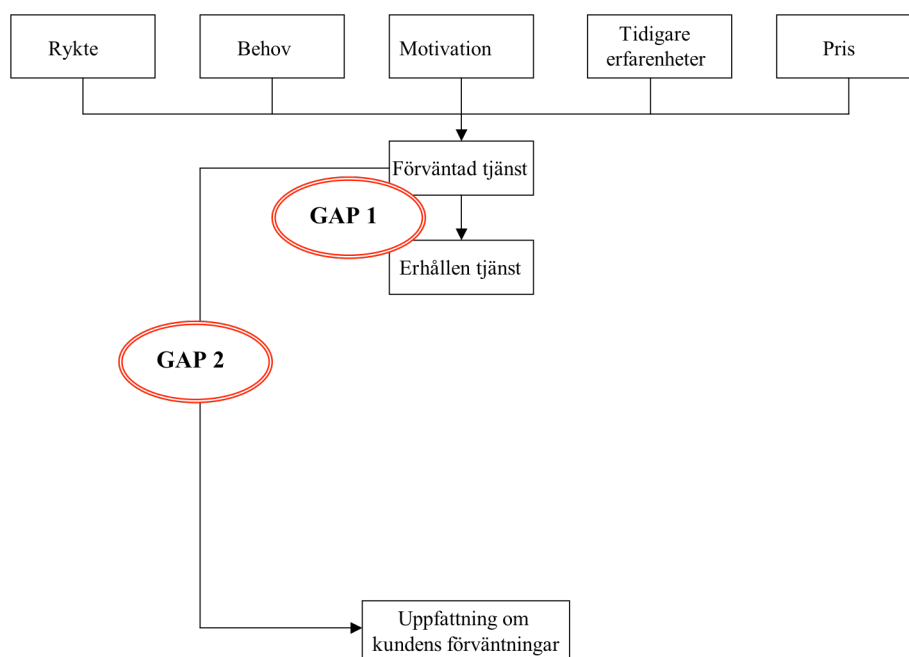 Rykte
Behov
Motivation
Tidigare
erfarenheter
Pris
Förväntad tjänst
GAP 1
Erhållen tjänst
GAP 2
Uppfattning om
kundens förväntningar